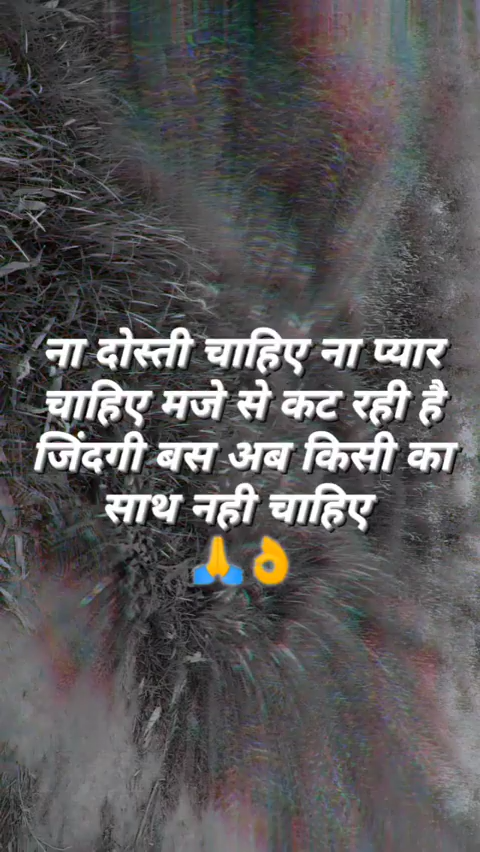 ना दोस्ती चाहिए ना प्यार
चाहिए मजे से कट रही है
जिंदगी बस अब किसी का
साथ नही चाहिए
🙏👌